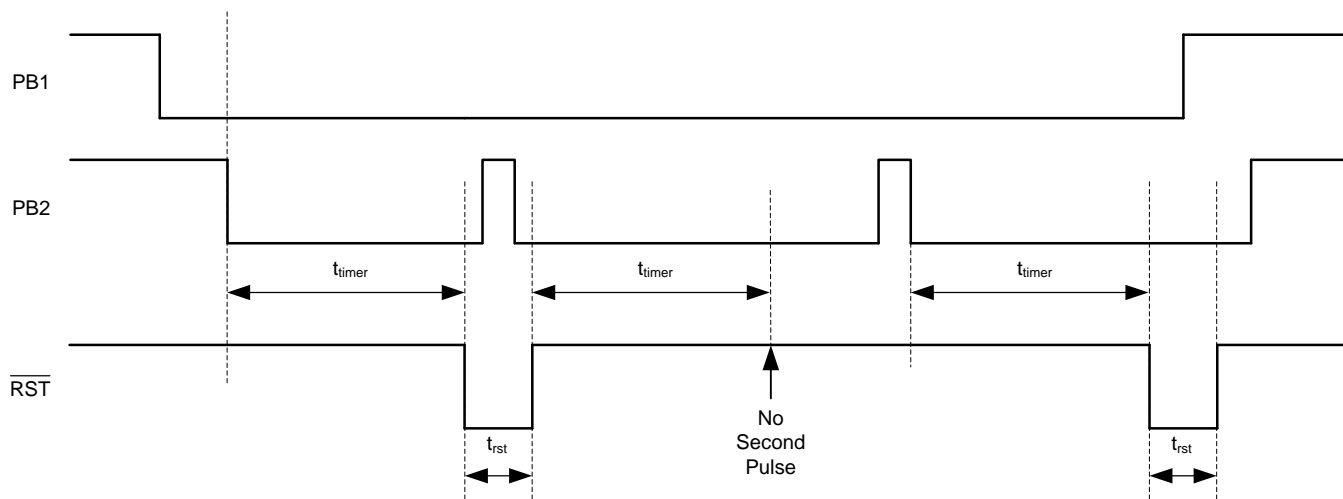 PB1
PB2
t_timer
t_timer
t_timer
RST
No
Second
Pulse
t_rst
t_rst